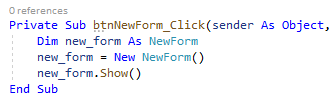 0 references
Private Sub btnNewForm_Click(sender As Object,
Dim new_form As NewForm
new_form = New NewForm()
new_form.Show()
End Sub